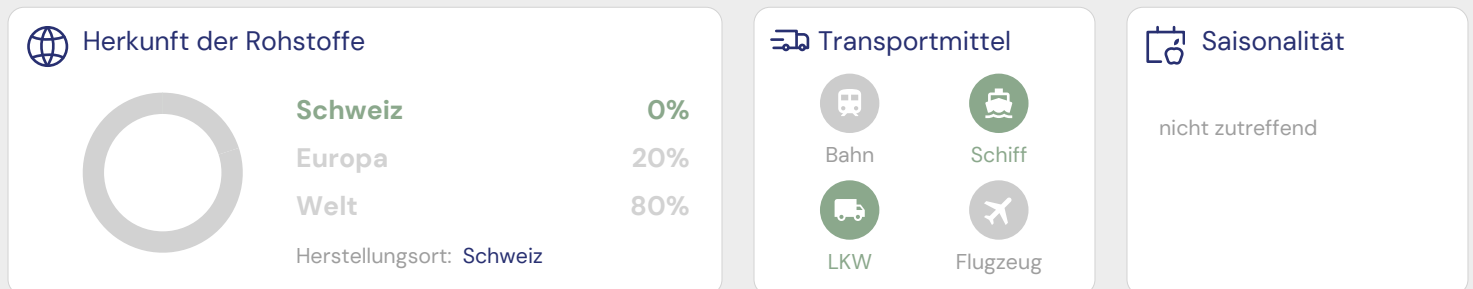 Herkunft der Rohstoffe
Schweiz 0%
Europa 20%
Welt 80%
Herstellungsort: Schweiz
Transportmittel
Bahn Schiff
LKW Flugzeug
Saisonalität
nicht zutreffend